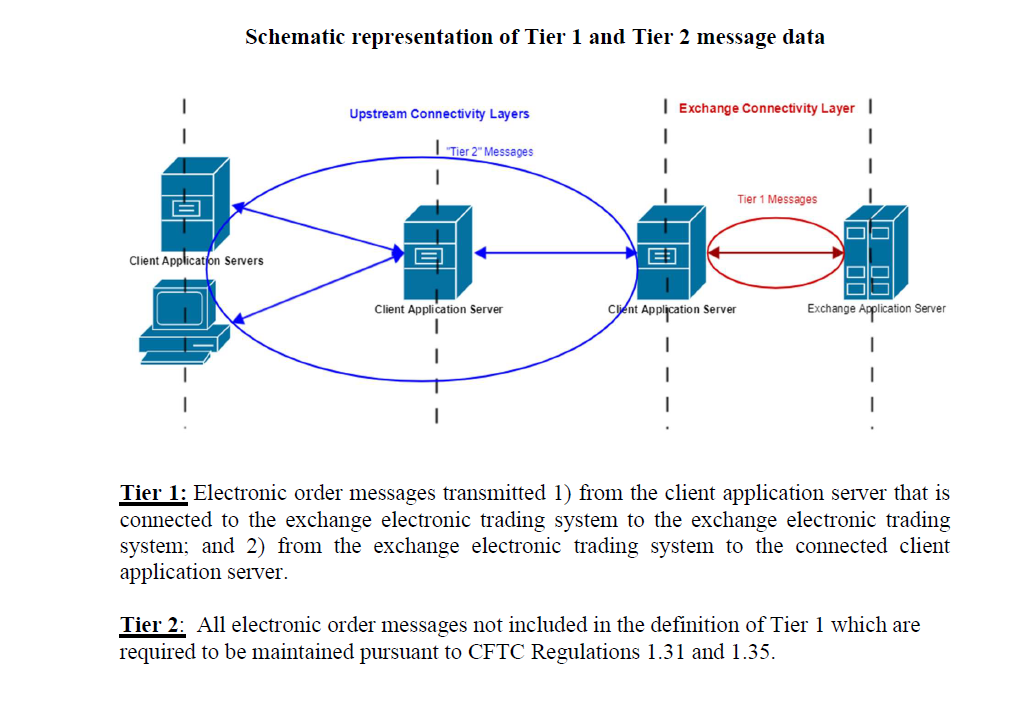 Schematic representation of Tier 1 and Tier 2 message data
Upstream Connectivity Layers
Exchange Connectivity Layer
"Tier 2" Messages
Tier 1 Messages
Client Application Servers
Client Application Server
Client Application Server
Exchange Application Server
Tier 1: Electronic order messages transmitted 1) from the client application server that is
connected to the exchange electronic trading system to the exchange electronic trading
system; and 2) from the exchange electronic trading system to the connected client
application server.
Tier 2: All electronic order messages not included in the definition of Tier 1 which are
required to be maintained pursuant to CFTC Regulations 1.31 and 1.35.